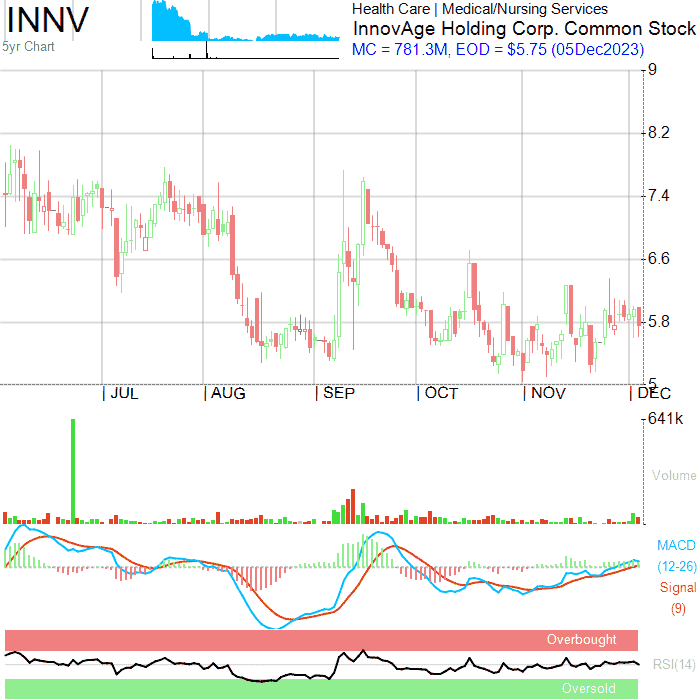 INNV
5yr Chart
Health Care | Medical/Nursing Services
InnovAge Holding Corp. Common Stock
MC = 781.3M, EOD = $5.75 (05Dec2023)
9
8.2
7.4
6.6
5.8
5
| JUL | AUG | SEP | OCT | NOV | DEC
641k
Volume
MACD
(12-26)
Signal
(9)
Overbought
RSI(14)
Oversold